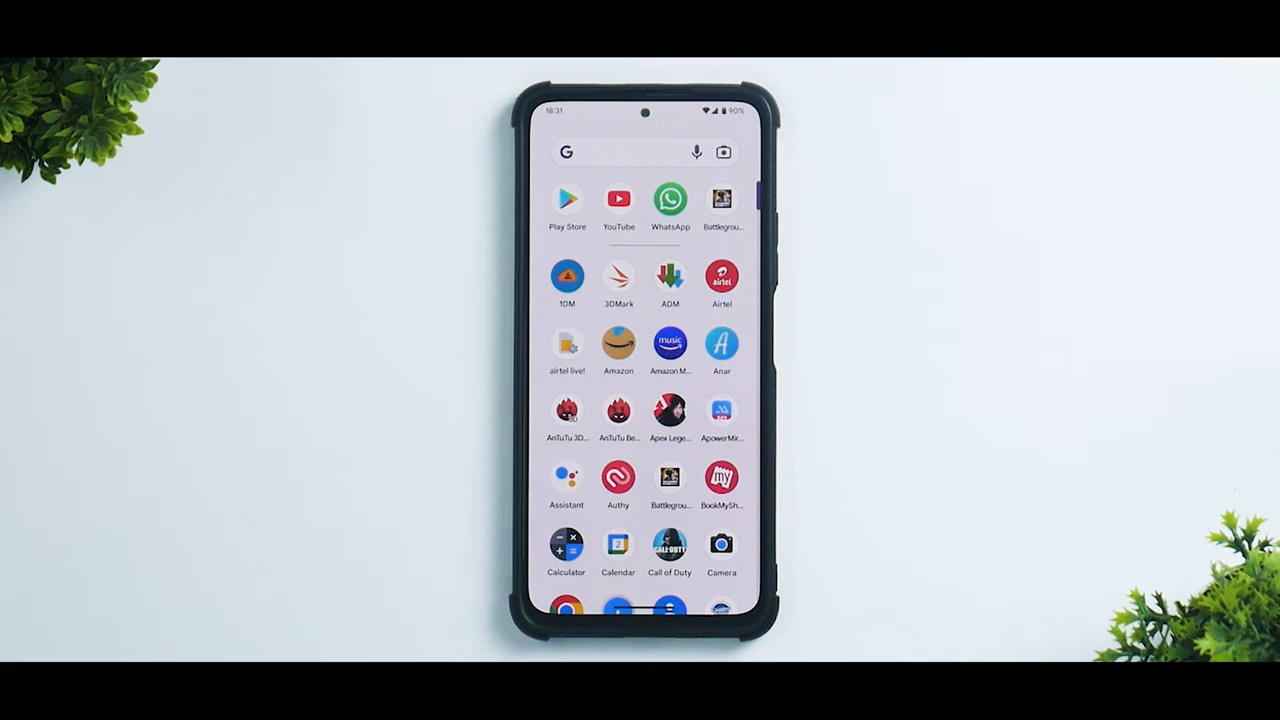 18:31 90%
G
Play Store YouTube WhatsApp Battlegrou...
airtel
1DM 3DMark ADM Airtel
music A
airtel live! Amazon Amazon M... Anar
AnTuTu 3D... AnTuTu Be... Apex Lege... ApowerMir...
my
Assistant Authy Battlegrou... BookMySh...
2 CALL OF DUTY
Calculator Calendar Call of Duty Camera